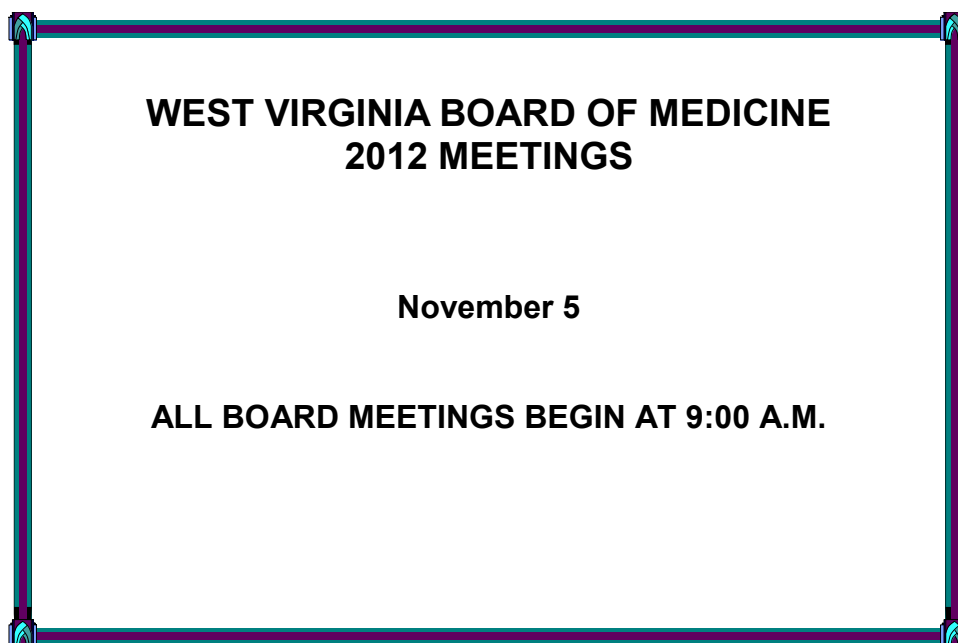 WEST VIRGINIA BOARD OF MEDICINE
2012 MEETINGS
November 5
ALL BOARD MEETINGS BEGIN AT 9:00 A.M.